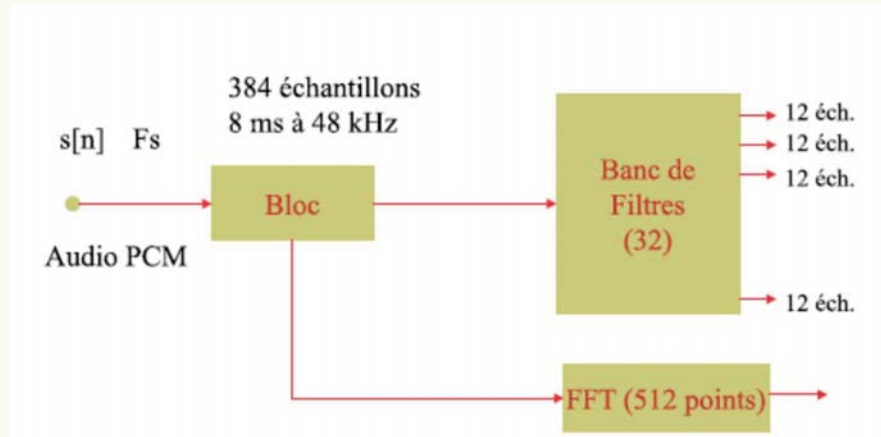 384 échantillons
8 ms à 48 kHz
s[n] Fs
Audio PCM
Bloc
Banc de
Filtres
(32)
12 éch.
12 éch.
12 éch.
12 éch.
FFT (512 points)